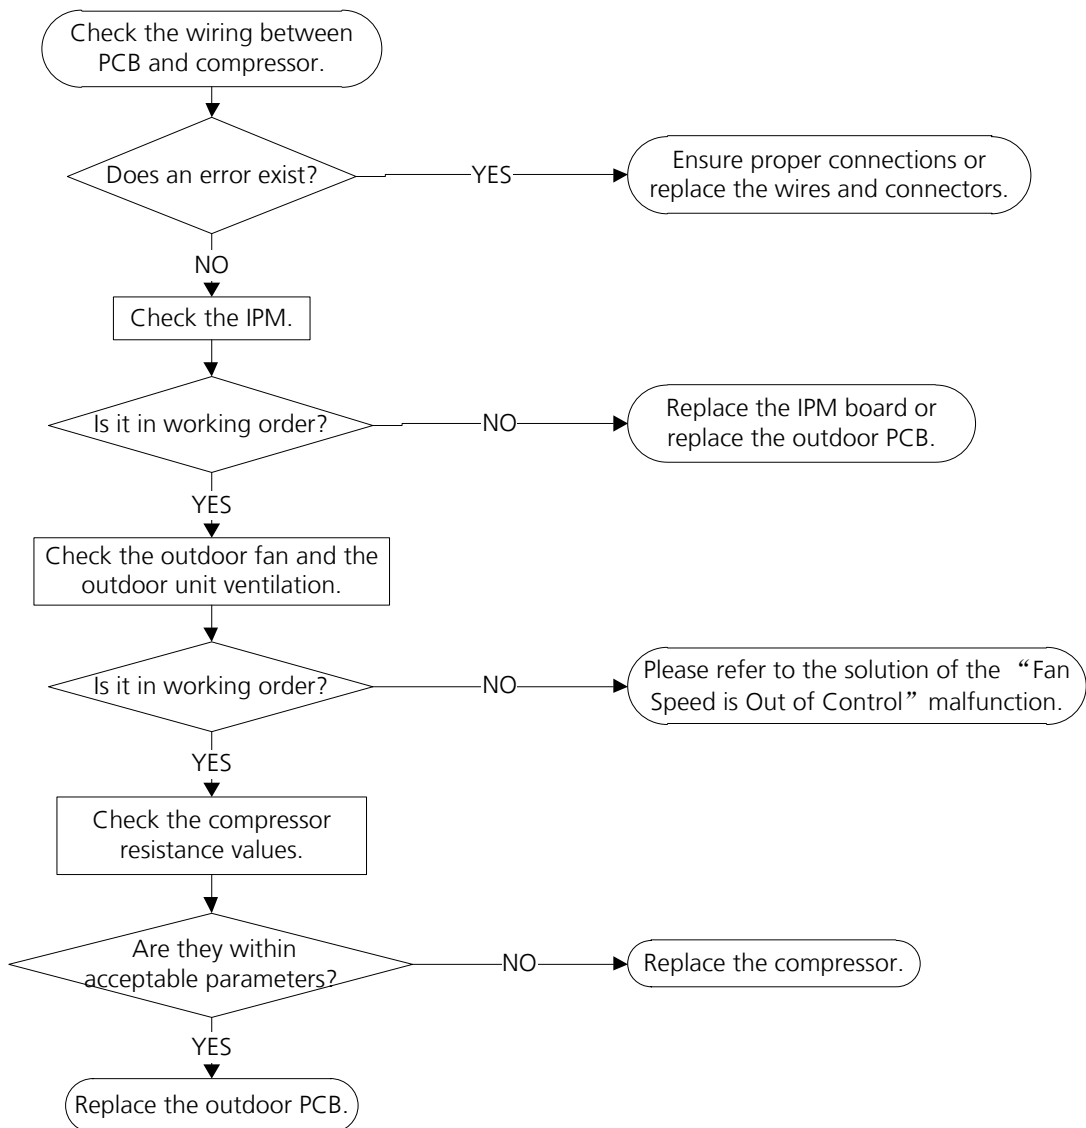 Check the wiring between
PCB and compressor.
Does an error exist?
YES
Ensure proper connections or
replace the wires and connectors.
NO
Check the IPM.
Is it in working order?
NO
Replace the IPM board or
replace the outdoor PCB.
YES
Check the outdoor fan and the
outdoor unit ventilation.
Is it in working order?
NO
Please refer to the solution of the “Fan
Speed is Out of Control” malfunction.
YES
Check the compressor
resistance values.
Are they within
acceptable parameters?
NO
Replace the compressor.
YES
Replace the outdoor PCB.